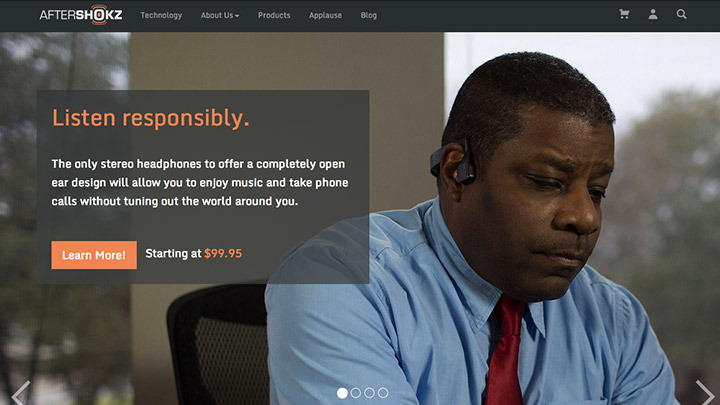 AFTERSHOKZ
Technology
About Us
Products
Applause
Blog
Listen responsibly.
The only stereo headphones to offer a completely open
ear design will allow you to enjoy music and take phone
calls without tuning out the world around you.
Learn More!
Starting at $99.95